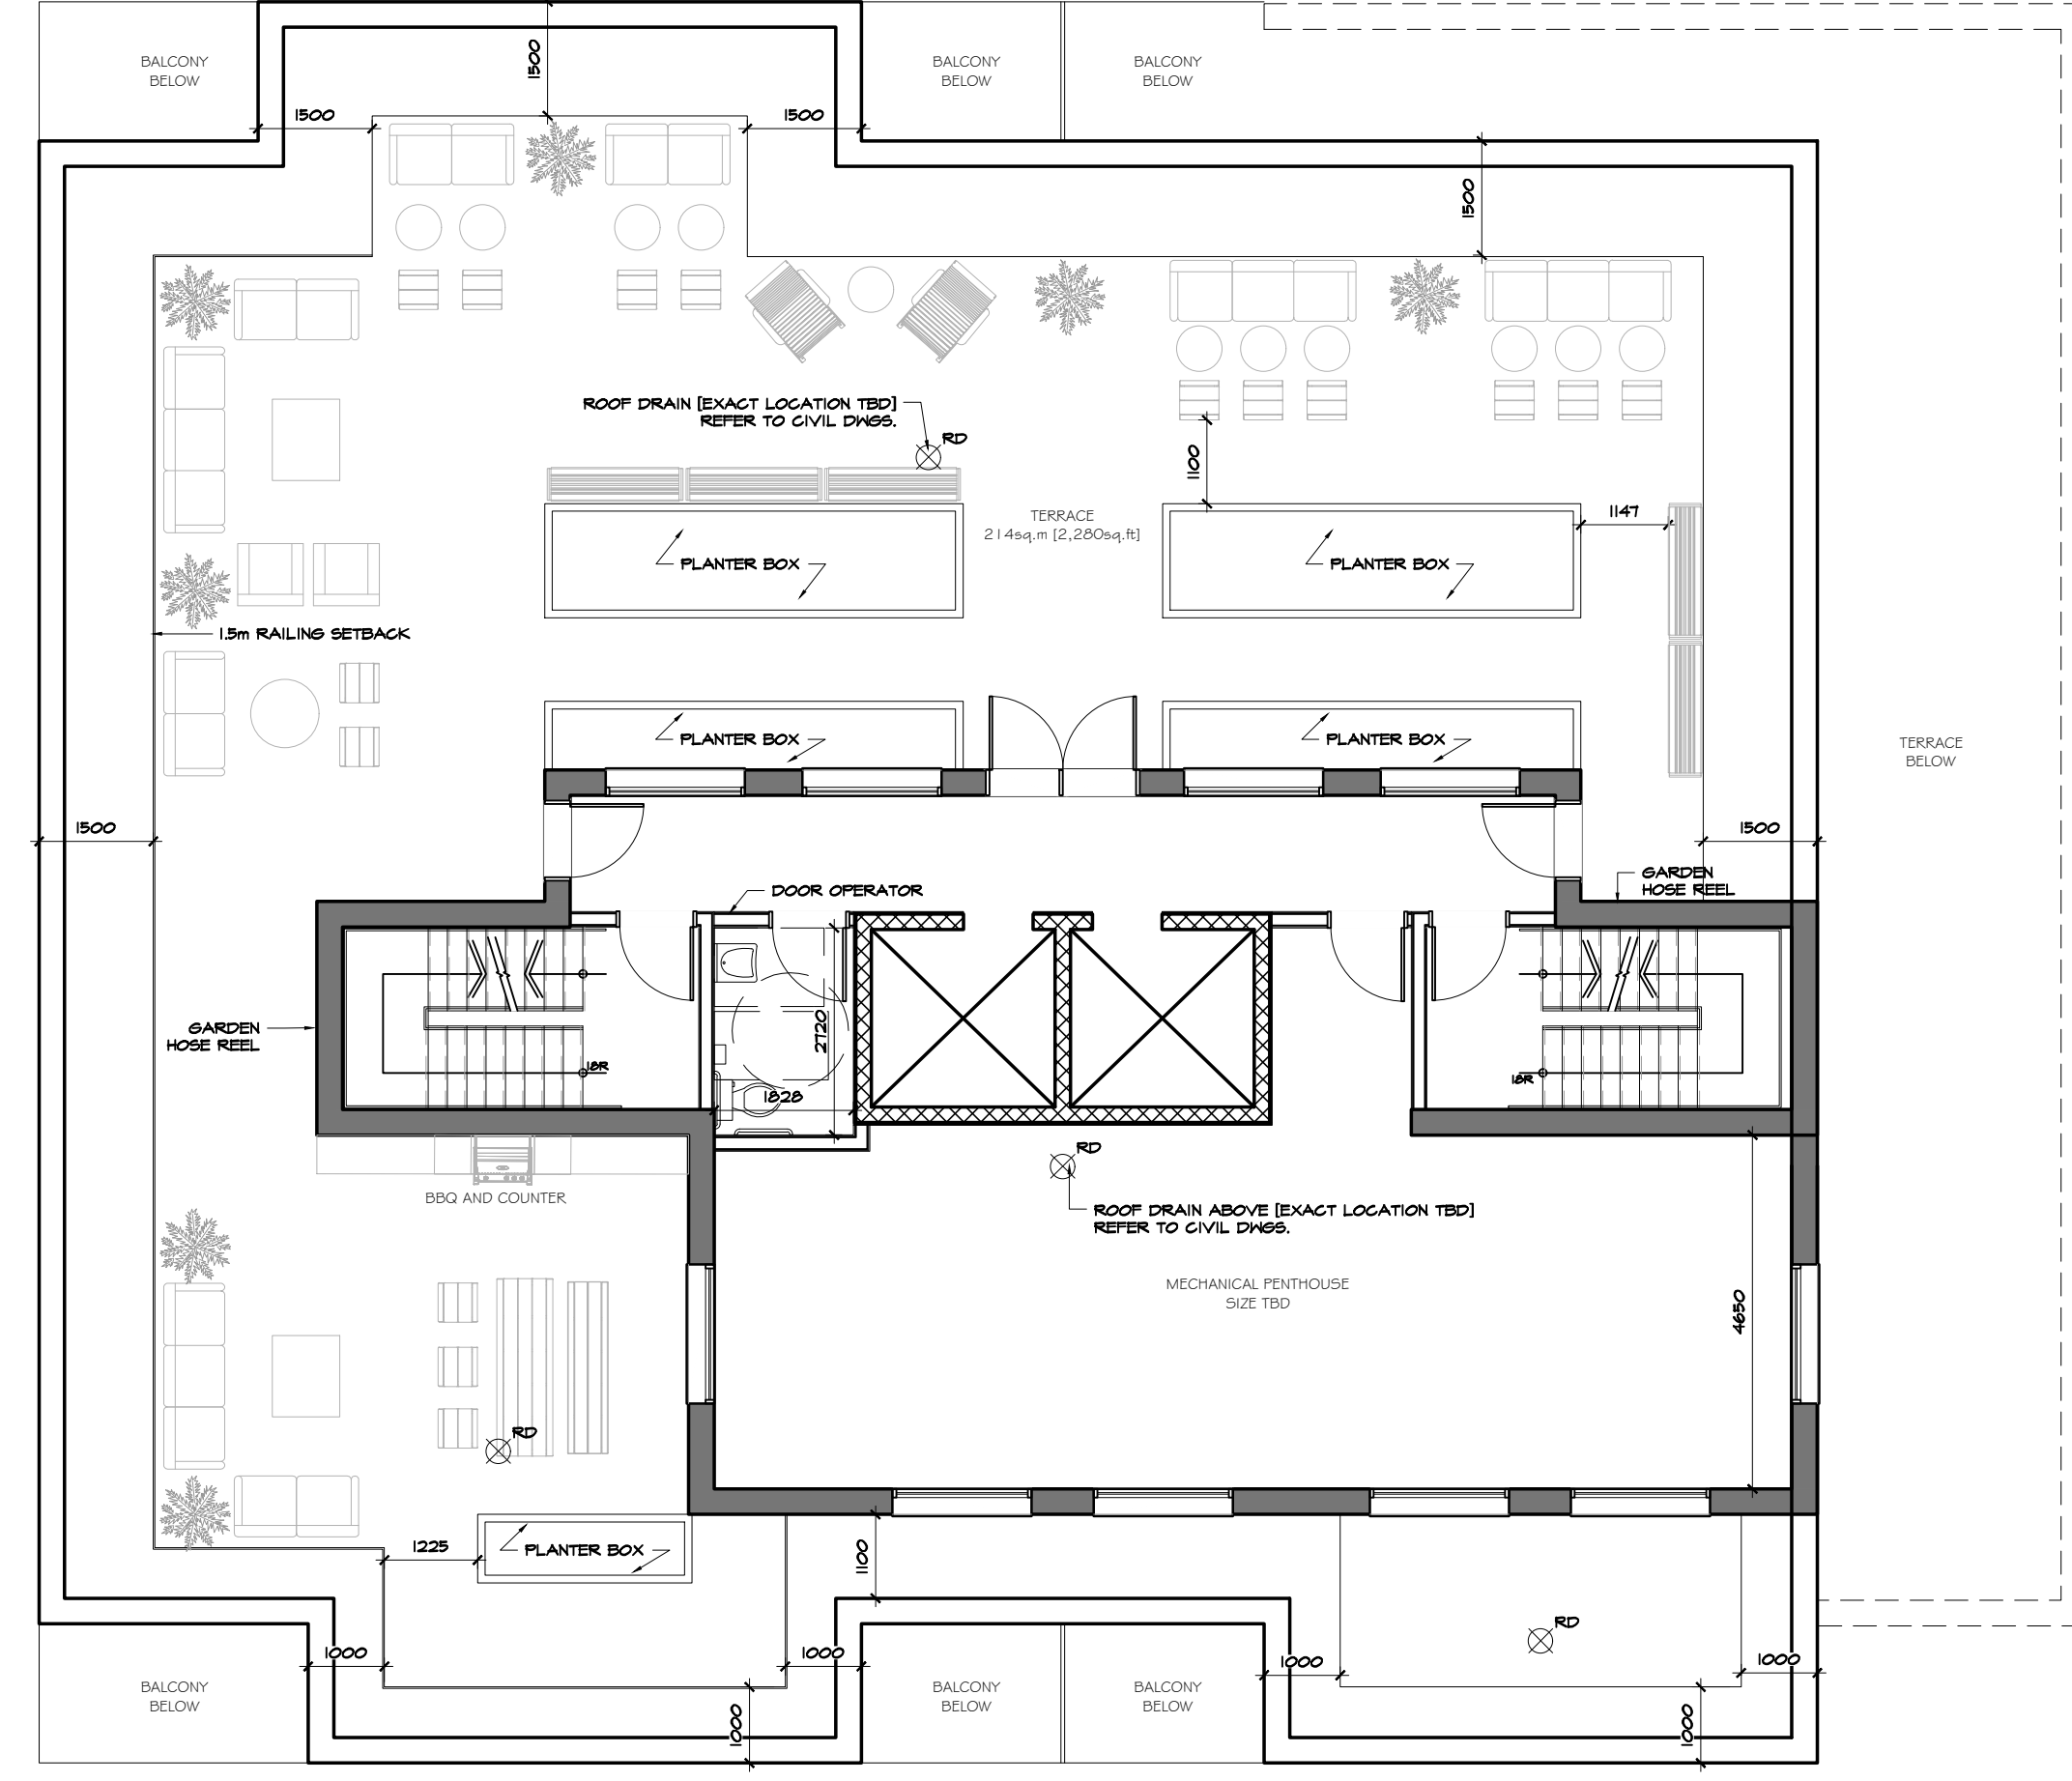 1500
BALCONY
BELOW
BALCONY
BELOW
BALCONY
BELOW
1500
1500
1500
ROOF DRAIN [EXACT LOCATION TBD]
REFER TO CIVIL DWGS.
RD
1100
TERRACE
214sq.m [2,280sq.ft]
1147
PLANTER BOX
PLANTER BOX
1.5m RAILING SETBACK
PLANTER BOX
PLANTER BOX
TERRACE
BELOW
1500
1500
GARDEN
HOSE REEL
DOOR OPERATOR
GARDEN
HOSE REEL
2720
18R
18R
1828
RD
BBQ AND COUNTER
ROOF DRAIN ABOVE [EXACT LOCATION TBD]
REFER TO CIVIL DWGS.
MECHANICAL PENTHOUSE
SIZE TBD
4650
RD
1225
PLANTER BOX
1100
RD
1000
1000
1000
1000
BALCONY
BELOW
BALCONY
BELOW
BALCONY
BELOW
1000
1000